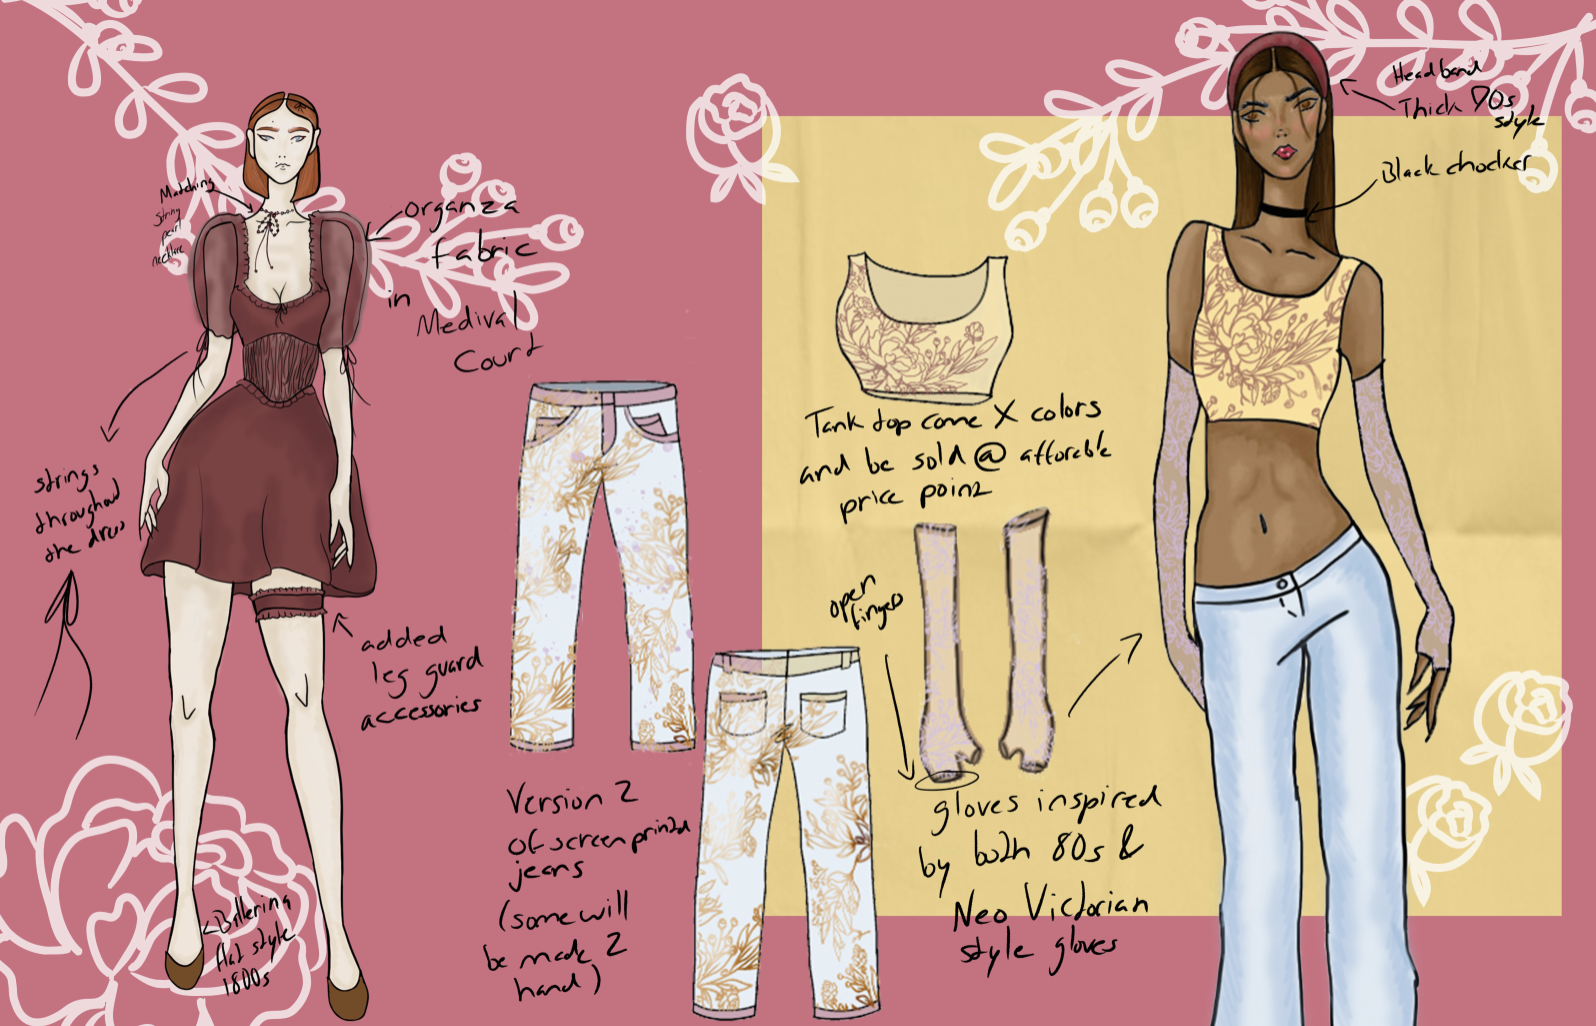 Matching
string
pearl
necklace
organza
fabric
in
Medival
Court
strings
throughout
the dress
added
leg guard
accessories
<Ballerina
flat style
1800s
Version 2
of screen printed
jeans
(some will
be made 2
hand)
Tank top come X colors
and be sold @ afforable
price point
open
fingers
gloves inspired
by both 80s &
Neo Victorian
style gloves
Headband
Thick 90s
style
Black chocker